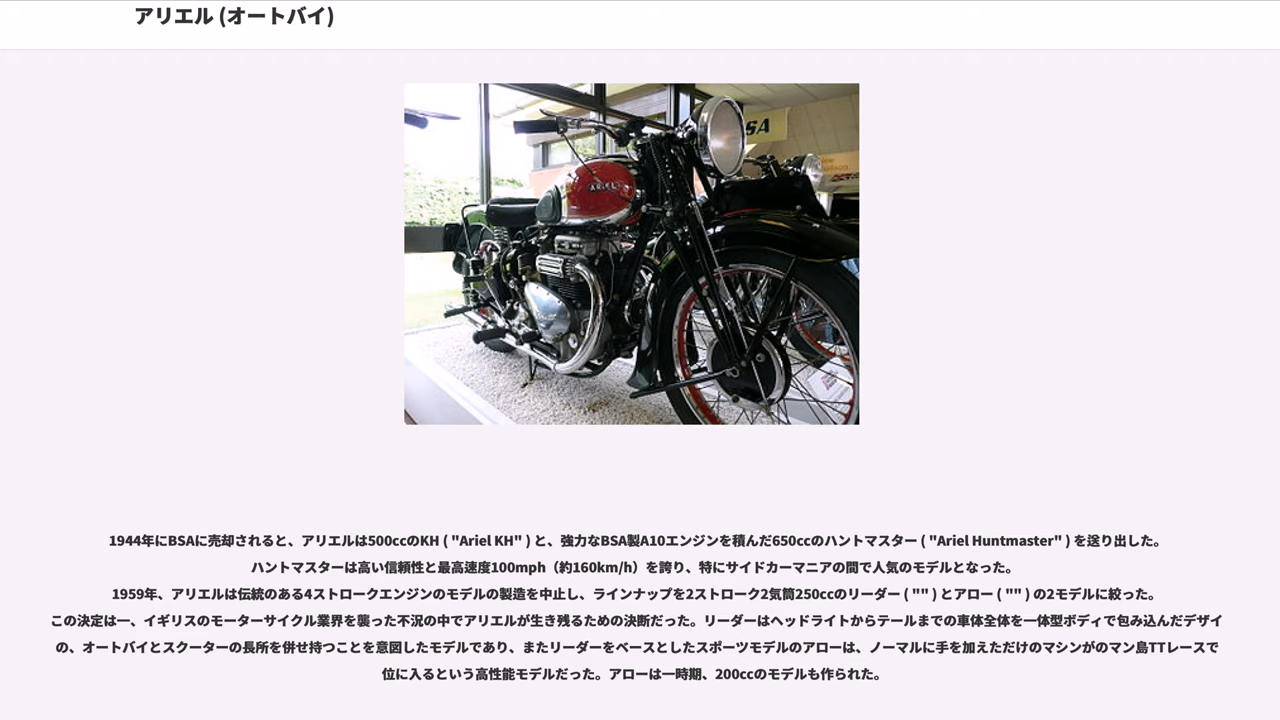 アリエル (オートバイ)
ARIEL
SA
1944年にBSAに売却されると、アリエルは500ccのKH ( "Ariel KH" ) と、強力なBSA製A10エンジンを積んだ650ccのハントマスター ( "Ariel Huntmaster" ) を送り出した。
ハントマスターは高い信頼性と最高速度100mph（約160km/h）を誇り、特にサイドカーマニアの間で人気のモデルとなった。
1959年、アリエルは伝統のある4ストロークエンジンのモデルの製造を中止し、ラインナップを2ストローク2気筒250ccのリーダー ( "" ) とアロー ( "" ) の2モデルに絞った。
この決定は一、イギリスのモーターサイクル業界を襲った不況の中でアリエルが生き残るための決断だった。リーダーはヘッドライトからテールまでの車体全体を一体型ボディで包み込んだデザイ
の、オートバイとスクーターの長所を併せ持つことを意図したモデルであり、またリーダーをベースとしたスポーツモデルのアローは、ノーマルに手を加えただけのマシンがのマン島TTレースで
位に入るという高性能モデルだった。アローは一時期、200ccのモデルも作られた。